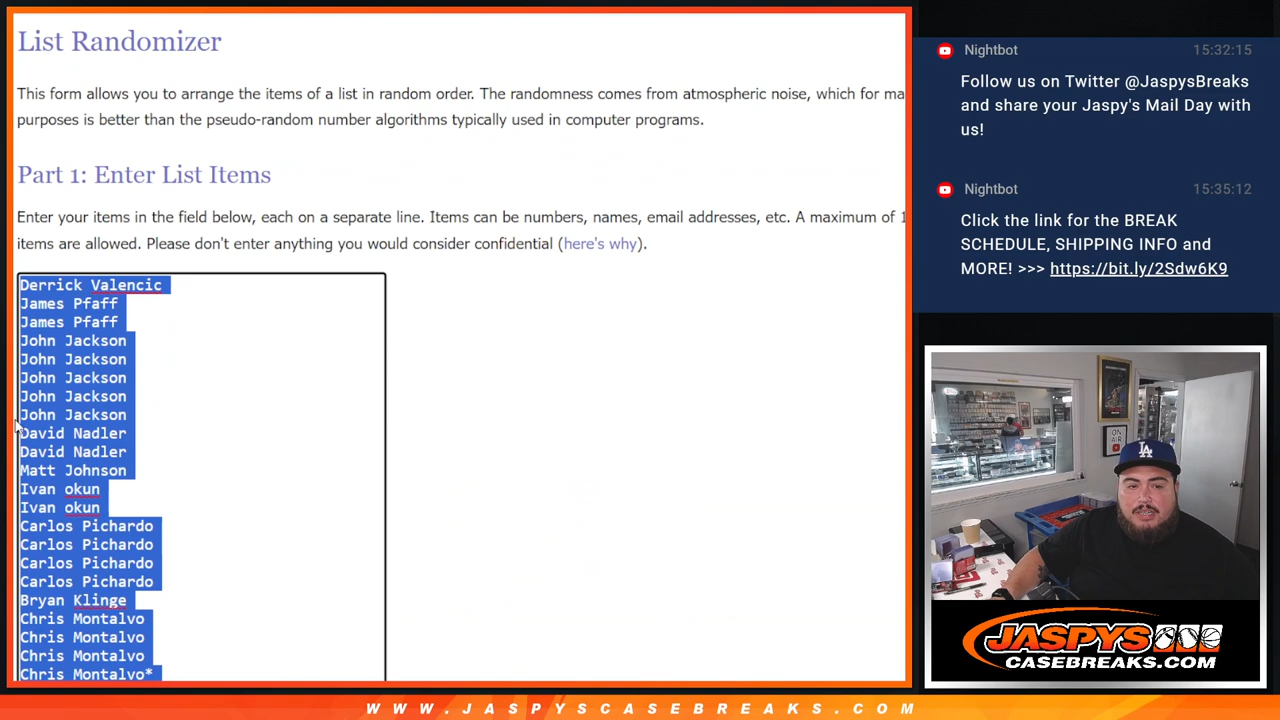 List Randomizer
This form allows you to arrange the items of a list in random order. The randomness comes from atmospheric noise, which for ma
purposes is better than the pseudo-random number algorithms typically used in computer programs.
Part 1: Enter List Items
Enter your items in the field below, each on a separate line. Items can be numbers, names, email addresses, etc. A maximum of 1
items are allowed. Please don't enter anything you would consider confidential (here's why).
Derrick Valencic
James Pfaff
James Pfaff
John Jackson
John Jackson
John Jackson
John Jackson
John Jackson
David Nadler
David Nadler
Matt Johnson
Ivan okun
Ivan okun
Carlos Pichardo
Carlos Pichardo
Carlos Pichardo
Carlos Pichardo
Bryan Klinge
Chris Montalvo
Chris Montalvo
Chris Montalvo
Chris Montalvo*
Nightbot 15:32:15
Follow us on Twitter @JaspysBreaks
and share your Jaspy's Mail Day with
us!
Nightbot 15:35:12
Click the link for the BREAK
SCHEDULE, SHIPPING INFO and
MORE! >>> https://bit.ly/2Sdw6K9
ON
AIR
LA
JASPYS
CASEBREAKS.COM
WWW.JASPYSCASEBREAKS.COM